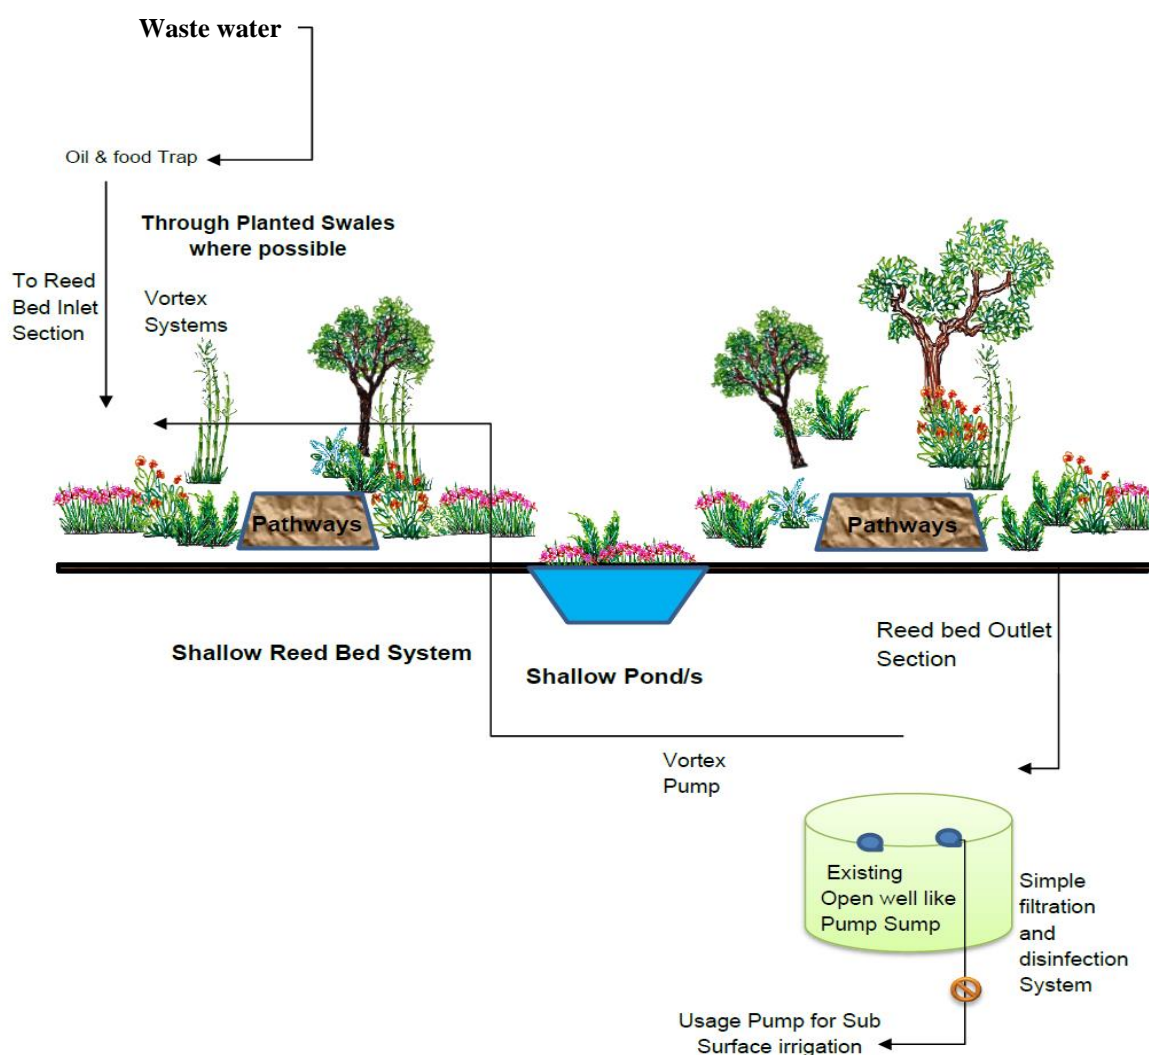 Waste water
Oil & food Trap
Through Planted Swales
where possible
To Reed
Bed Inlet
Section
Vortex
Systems
Pathways
Pathways
Shallow Reed Bed System
Shallow Pond/s
Reed bed Outlet
Section
Vortex
Pump
Existing
Open well like
Pump Sump
Simple
filtration
and
disinfection
System
Usage Pump for Sub
Surface irrigation